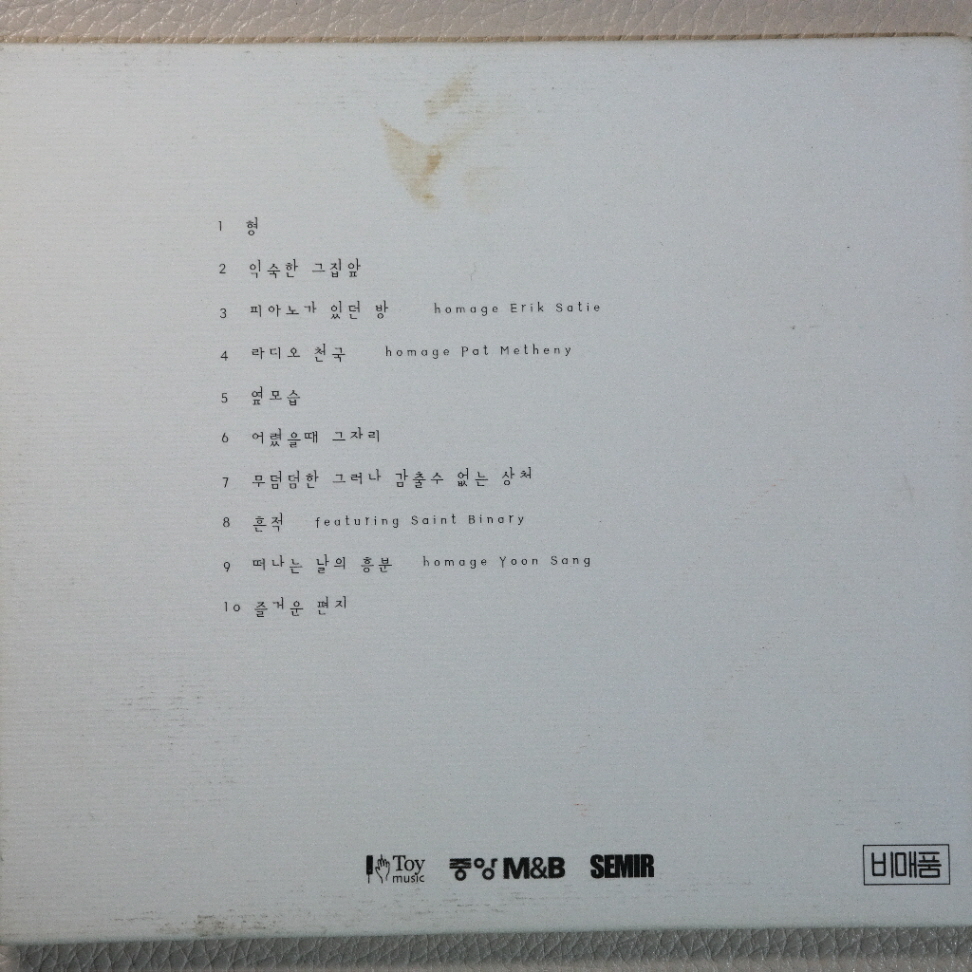 1 형
2 익숙한 그집앞
3 피아노가 있던 방 homage Erik Satie
4 라디오 천국 homage Pat Metheny
5 옆모습
6 어렸을때 그자리
7 무덤덤한 그러나 감출수 없는 상처
8 흔적 featuring Saint Binary
9 떠나는 날의 흥분 homage Yoon Sang
10 즐거운 편지
Toy music 중앙 M&B SEMIR 비매품